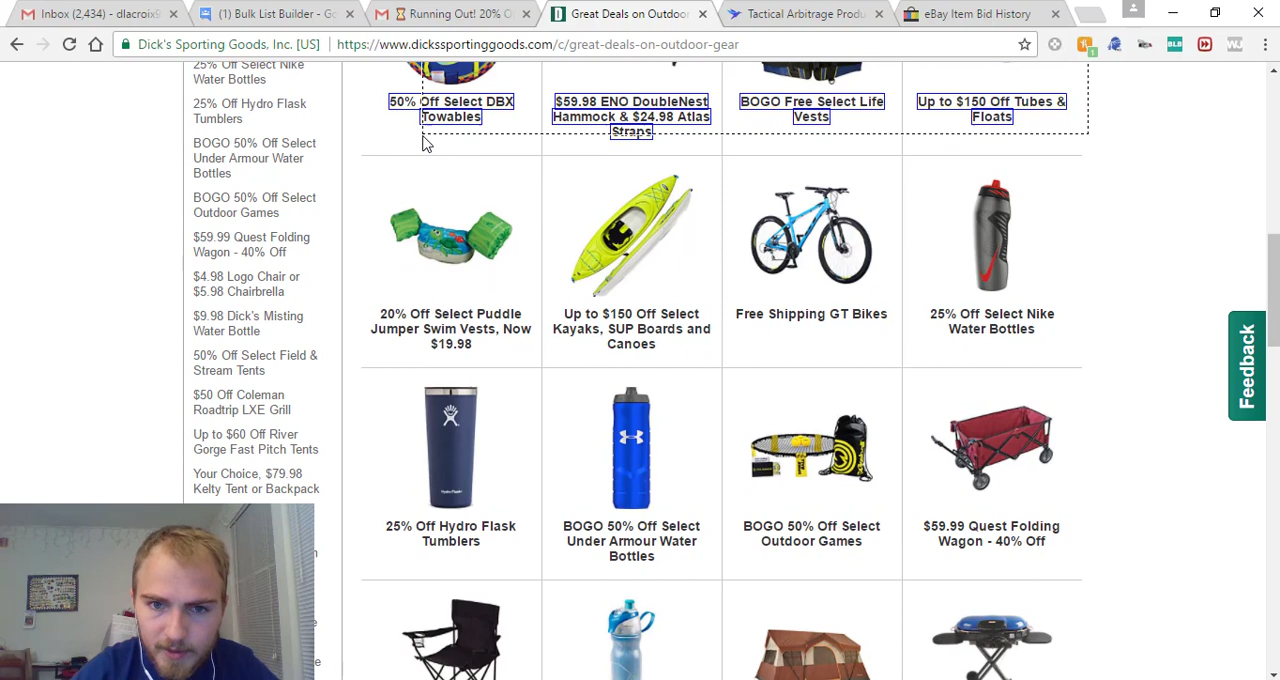 Inbox (2,434) - dlacroix9
(1) Bulk List Builder - Go
Running Out! 20% O
Great Deals on Outdoor
Tactical Arbitrage Produ
eBay Item Bid History
Dick's Sporting Goods, Inc. [US]
https://www.dickssportinggoods.com/c/great-deals-on-outdoor-gear
25% Off Select Nike
Water Bottles
25% Off Hydro Flask
Tumblers
BOGO 50% Off Select
Under Armour Water
Bottles
BOGO 50% Off Select
Outdoor Games
$59.99 Quest Folding
Wagon - 40% Off
$4.98 Logo Chair or
$5.98 Chairbrella
$9.98 Dick's Misting
Water Bottle
50% Off Select Field &
Stream Tents
$50 Off Coleman
Roadtrip LXE Grill
Up to $60 Off River
Gorge Fast Pitch Tents
Your Choice, $79.98
Kelty Tent or Backpack
50% Off Select DBX
Towables
$59.98 ENO DoubleNest
Hammock & $24.98 Atlas
Straps
BOGO Free Select Life
Vests
Up to $150 Off Tubes &
Floats
20% Off Select Puddle
Jumper Swim Vests, Now
$19.98
Up to $150 Off Select
Kayaks, SUP Boards and
Canoes
Free Shipping GT Bikes
25% Off Select Nike
Water Bottles
Hydro Flask
25% Off Hydro Flask
Tumblers
BOGO 50% Off Select
Under Armour Water
Bottles
BOGO 50% Off Select
Outdoor Games
$59.99 Quest Folding
Wagon - 40% Off
Feedback